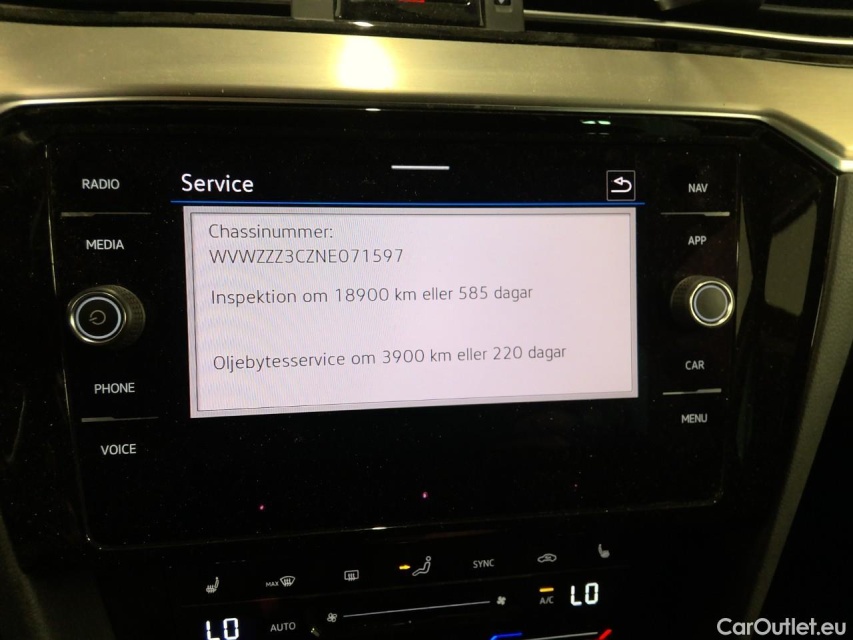 RADIO
Service
NAV
MEDIA
APP
Chassinummer:
WVWZZZ3CZNE071597
Inspektion om 18900 km eller 585 dagar
Oljebytesservice om 3900 km eller 220 dagar
PHONE
CAR
VOICE
MENU
MAX
SYNC
LO
AUTO
A/C
LO
CarOutlet.eu